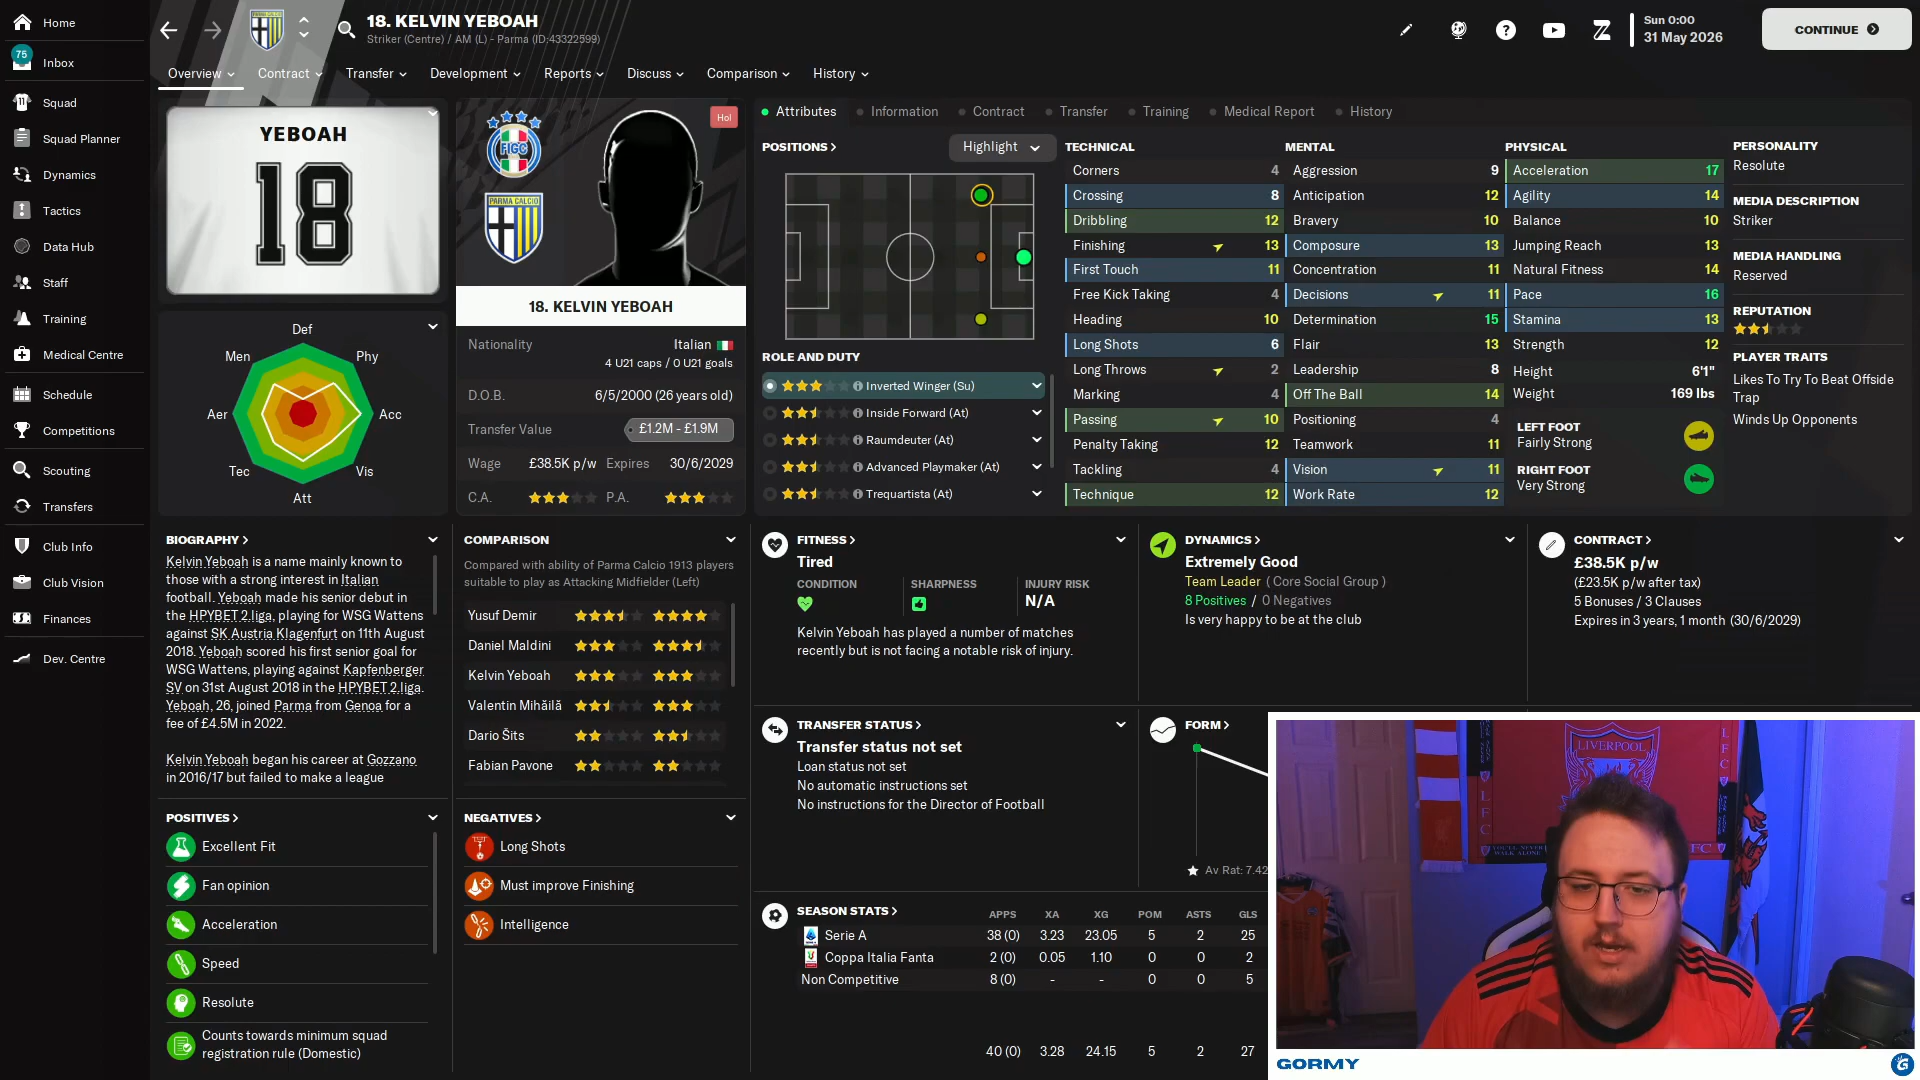 Home
75
Inbox
Squad
Squad Planner
Dynamics
Tactics
Data Hub
Staff
Training
Medical Centre
Schedule
Competitions
Scouting
Transfers
Club Info
Club Vision
Finances
Dev. Centre
18. KELVIN YEBOAH
Striker (Centre) / AM (L) - Parma (ID:43322599)
Sun 0:00
31 May 2026
CONTINUE
Overview
Contract
Transfer
Development
Reports
Discuss
Comparison
History
YEBOAH
18
Def
Men
Phy
Aer
Acc
Tec
Vis
Att
FIGC
PARMA CALCIO
Hol
18. KELVIN YEBOAH
Nationality Italian
4 U21 caps / 0 U21 goals
D.O.B. 6/5/2000 (26 years old)
Transfer Value £1.2M - £1.9M
Wage £38.5K p/w Expires 30/6/2029
C.A. P.A.
Attributes
Information
Contract
Transfer
Training
Medical Report
History
POSITIONS
Highlight
ROLE AND DUTY
Inverted Winger (Su)
Inside Forward (At)
Raumdeuter (At)
Advanced Playmaker (At)
Trequartista (At)
TECHNICAL
Corners 4
Crossing 8
Dribbling 12
Finishing 13
First Touch 11
Free Kick Taking 4
Heading 10
Long Shots 6
Long Throws 2
Marking 4
Passing 10
Penalty Taking 12
Tackling 4
Technique 12
MENTAL
Aggression 9
Anticipation 12
Bravery 10
Composure 13
Concentration 11
Decisions 11
Determination 15
Flair 13
Leadership 8
Off The Ball 14
Positioning 4
Teamwork 11
Vision 11
Work Rate 12
PHYSICAL
Acceleration 17
Agility 14
Balance 10
Jumping Reach 13
Natural Fitness 14
Pace 16
Stamina 13
Strength 12
Height 6'1"
Weight 169 lbs
LEFT FOOT
Fairly Strong
RIGHT FOOT
Very Strong
PERSONALITY
Resolute
MEDIA DESCRIPTION
Striker
MEDIA HANDLING
Reserved
REPUTATION
PLAYER TRAITS
Likes To Try To Beat Offside
Trap
Winds Up Opponents
BIOGRAPHY
Kelvin Yeboah is a name mainly known to
those with a strong interest in Italian
football. Yeboah made his senior debut in
the HPYBET 2.liga, playing for WSG Wattens
against SK Austria Klagenfurt on 11th August
2018. Yeboah scored his first senior goal for
WSG Wattens, playing against Kapfenberger
SV on 31st August 2018 in the HPYBET 2.liga.
Yeboah, 26, joined Parma from Genoa for a
fee of £4.5M in 2022.
Kelvin Yeboah began his career at Gozzano
in 2016/17 but failed to make a league
COMPARISON
Compared with ability of Parma Calcio 1913 players
suitable to play as Attacking Midfielder (Left)
Yusuf Demir
Daniel Maldini
Kelvin Yeboah
Valentin Mihăilă
Dario Šits
Fabian Pavone
FITNESS
Tired
CONDITION
SHARPNESS
INJURY RISK
N/A
Kelvin Yeboah has played a number of matches
recently but is not facing a notable risk of injury.
DYNAMICS
Extremely Good
Team Leader ( Core Social Group )
8 Positives / 0 Negatives
Is very happy to be at the club
CONTRACT
£38.5K p/w
(£23.5K p/w after tax)
5 Bonuses / 3 Clauses
Expires in 3 years, 1 month (30/6/2029)
TRANSFER STATUS
Transfer status not set
Loan status not set
No automatic instructions set
No instructions for the Director of Football
FORM
Av Rat: 7.42
POSITIVES
Excellent Fit
Fan opinion
Acceleration
Speed
Resolute
Counts towards minimum squad
registration rule (Domestic)
NEGATIVES
Long Shots
Must improve Finishing
Intelligence
SEASON STATS APPS XA XG POM ASTS GLS
Serie A 38 (0) 3.23 23.05 5 2 25
Coppa Italia Fanta 2 (0) 0.05 1.10 0 0 2
Non Competitive 8 (0) - - 0 0 5
40 (0) 3.28 24.15 5 2 27
LIVERPOOL
GORMY